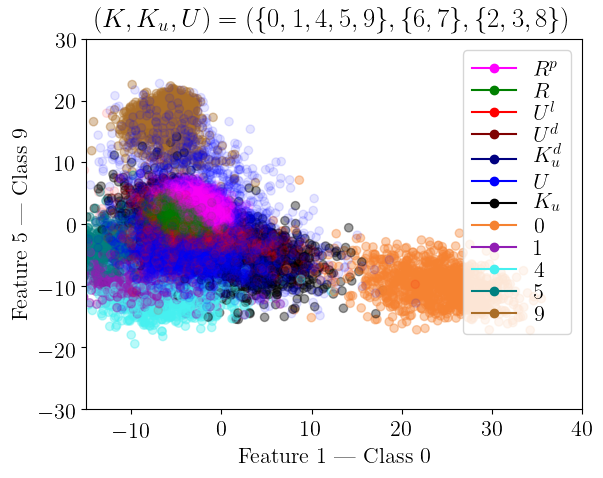 (K, K_u, U) = ({0, 1, 4, 5, 9}, {6, 7}, {2, 3, 8})
30
20
10
0
−10
−20
−30
Feature 5 — Class 9
R^p
R
U^l
U^d
K_u^d
U
K_u
0
1
4
5
9
−10
0
10
20
30
40
Feature 1 — Class 0